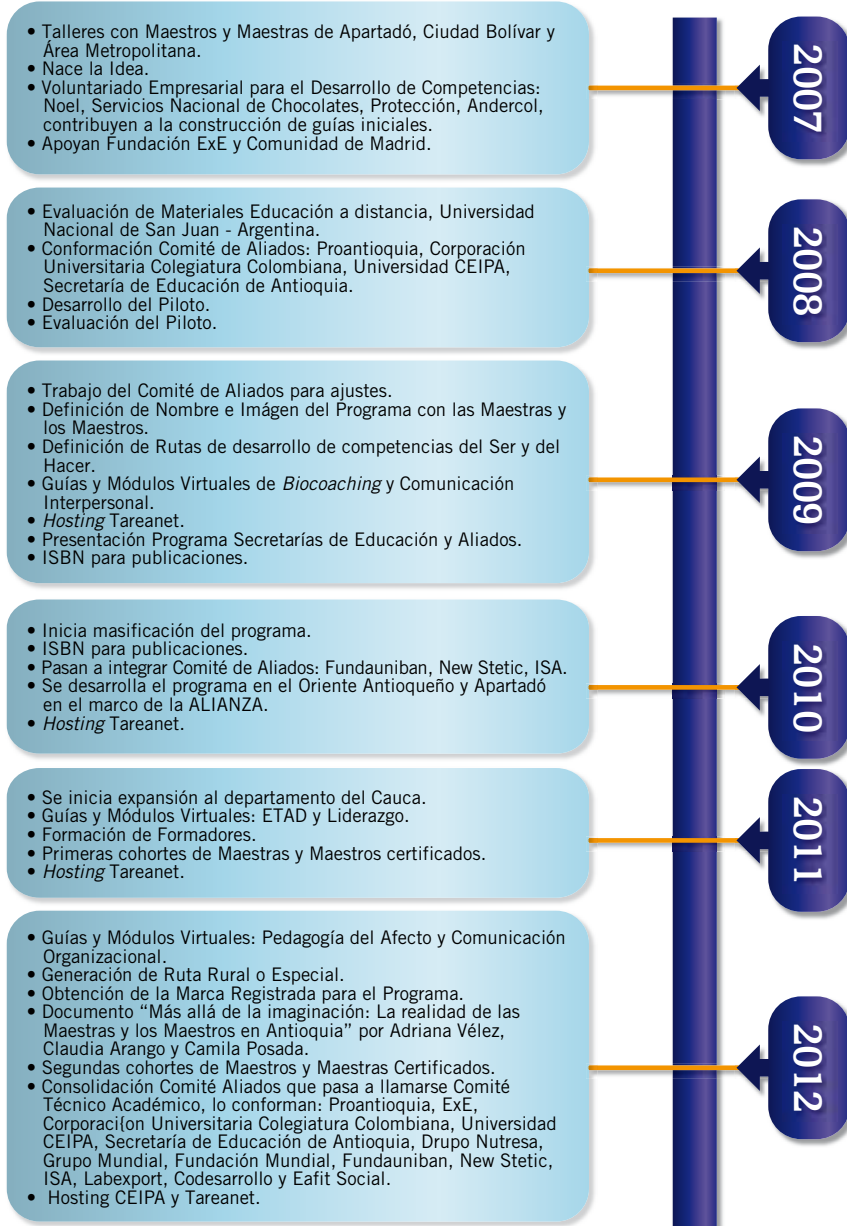 • Talleres con Maestros y Maestras de Apartadó, Ciudad Bolívar y
Área Metropolitana.
• Nace la Idea.
• Voluntariado Empresarial para el Desarrollo de Competencias:
Noel, Servicios Nacional de Chocolates, Protección, Andercol,
contribuyen a la construcción de guías iniciales.
• Apoyan Fundación ExE y Comunidad de Madrid.
2007
• Evaluación de Materiales Educación a distancia, Universidad
Nacional de San Juan - Argentina.
• Conformación Comité de Aliados: Proantioquia, Corporación
Universitaria Colegiatura Colombiana, Universidad CEIPA,
Secretaría de Educación de Antioquia.
• Desarrollo del Piloto.
• Evaluación del Piloto.
2008
• Trabajo del Comité de Aliados para ajustes.
• Definición de Nombre e Imágen del Programa con las Maestras y
los Maestros.
• Definición de Rutas de desarrollo de competencias del Ser y del
Hacer.
• Guías y Módulos Virtuales de Biocoaching y Comunicación
Interpersonal.
• Hosting Tareanet.
• Presentación Programa Secretarías de Educación y Aliados.
• ISBN para publicaciones.
2009
• Inicia masificación del programa.
• ISBN para publicaciones.
• Pasan a integrar Comité de Aliados: Fundauniban, New Stetic, ISA.
• Se desarrolla el programa en el Oriente Antioqueño y Apartadó
en el marco de la ALIANZA.
• Hosting Tareanet.
2010
• Se inicia expansión al departamento del Cauca.
• Guías y Módulos Virtuales: ETAD y Liderazgo.
• Formación de Formadores.
• Primeras cohortes de Maestras y Maestros certificados.
• Hosting Tareanet.
2011
• Guías y Módulos Virtuales: Pedagogía del Afecto y Comunicación
Organizacional.
• Generación de Ruta Rural o Especial.
• Obtención de la Marca Registrada para el Programa.
• Documento “Más allá de la imaginación: La realidad de las
Maestras y los Maestros en Antioquia” por Adriana Vélez,
Claudia Arango y Camila Posada.
• Segundas cohortes de Maestros y Maestras Certificados.
• Consolidación Comité Aliados que pasa a llamarse Comité
Técnico Académico, lo conforman: Proantioquia, ExE,
Corporaci{on Universitaria Colegiatura Colombiana, Universidad
CEIPA, Secretaría de Educación de Antioquia, Drupo Nutresa,
Grupo Mundial, Fundación Mundial, Fundauniban, New Stetic,
ISA, Labexport, Codesarrollo y Eafit Social.
• Hosting CEIPA y Tareanet.
2012